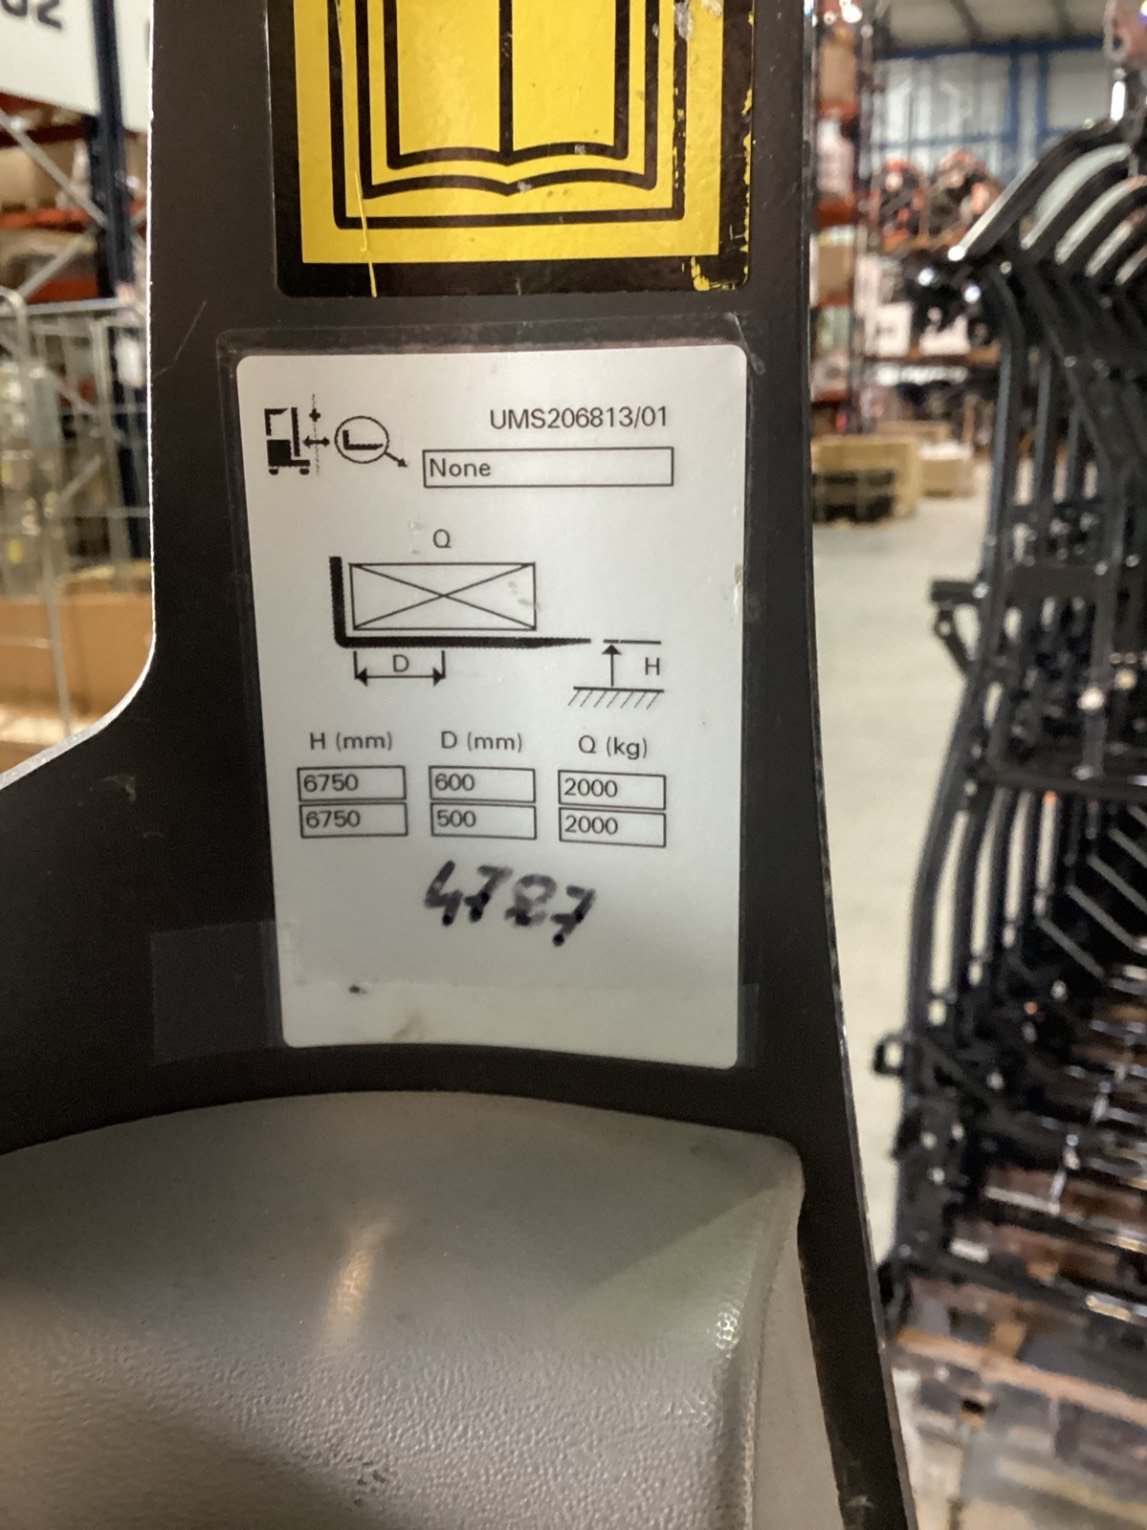 UMS206813/01
None
Q
D
H
H (mm) D (mm) Q (kg)
6750 600 2000
6750 500 2000
4787